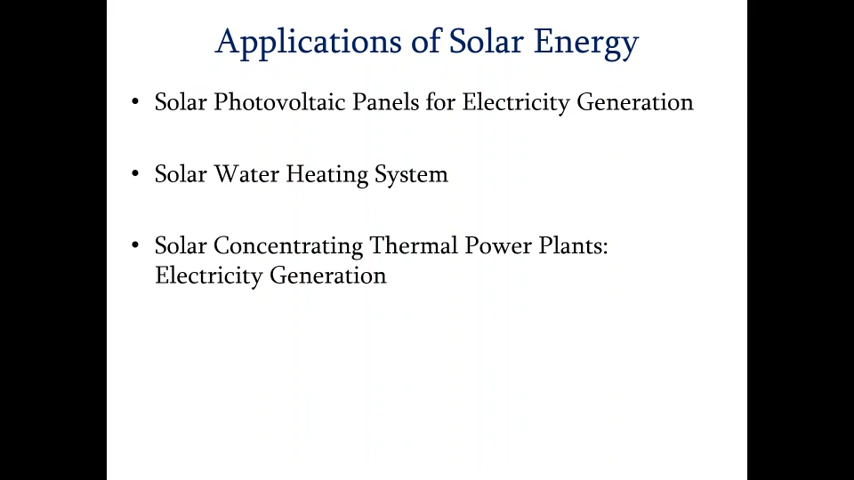 Applications of Solar Energy
• Solar Photovoltaic Panels for Electricity Generation
• Solar Water Heating System
• Solar Concentrating Thermal Power Plants:
Electricity Generation